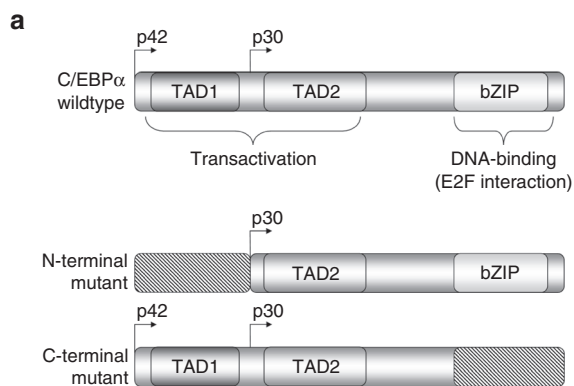 a
p42
p30
C/EBPα
wildtype
TAD1
TAD2
bZIP
Transactivation
DNA-binding
(E2F interaction)
p30
N-terminal
mutant
TAD2
bZIP
p42
p30
C-terminal
mutant
TAD1
TAD2